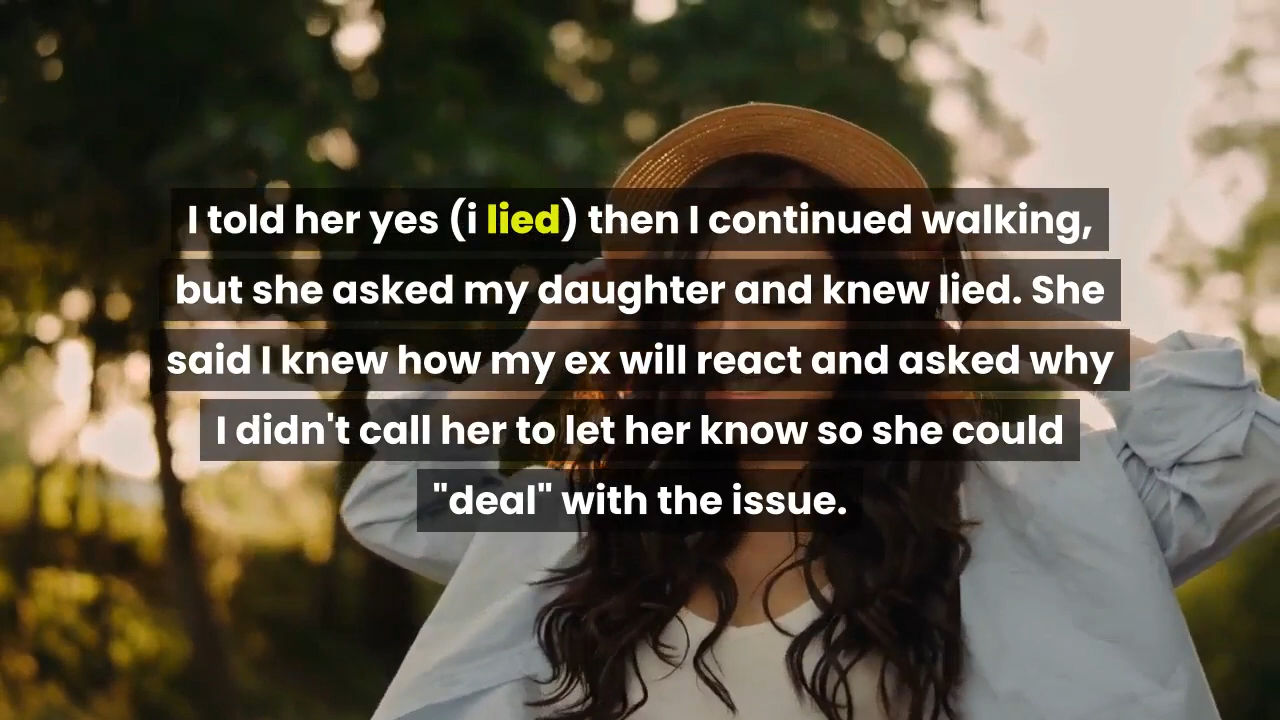 I told her yes (i lied) then I continued walking,
but she asked my daughter and knew lied. She
said I knew how my ex will react and asked why
I didn't call her to let her know so she could
"deal" with the issue.